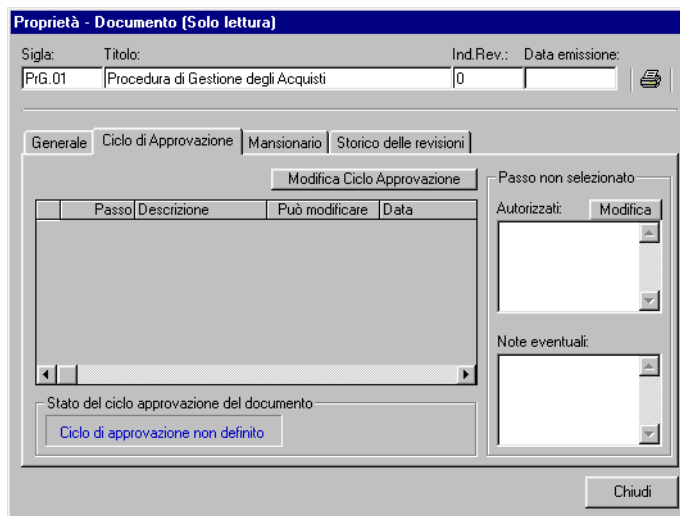 Proprietà - Documento (Solo lettura)
Sigla: Titolo: Ind.Rev.: Data emissione:
PrG.01 Procedura di Gestione degli Acquisti 0
Generale Ciclo di Approvazione Mansionario Storico delle revisioni
Modifica Ciclo Approvazione Passo non selezionato
Passo Descrizione Può modificare Data Autorizzati: Modifica
Note eventuali:
Stato del ciclo approvazione del documento
Ciclo di approvazione non definito
Chiudi